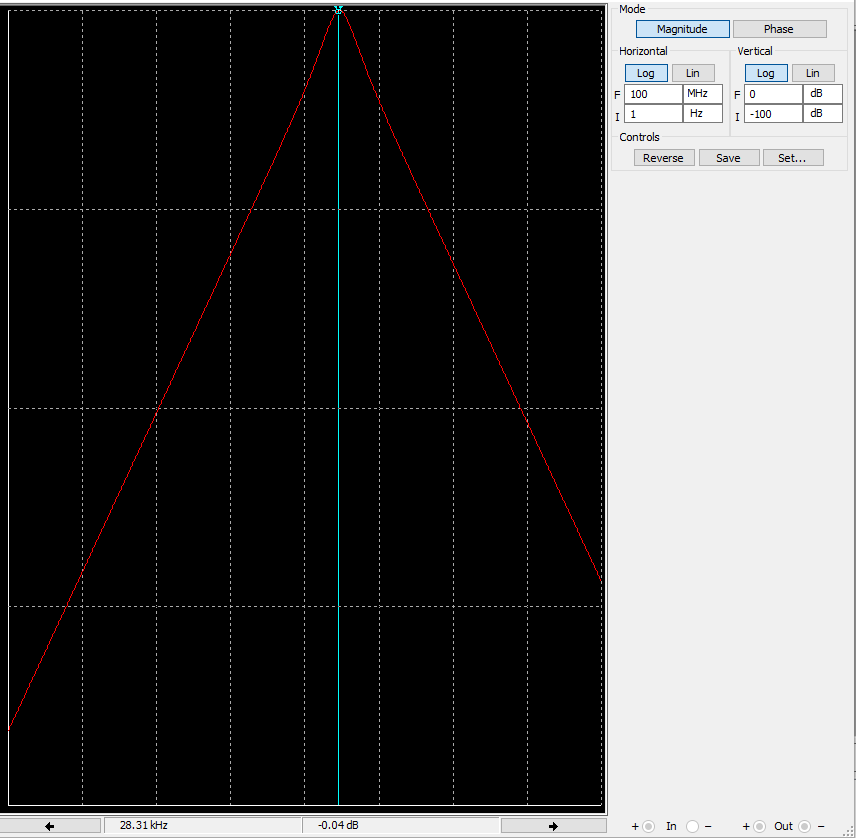 Mode
Magnitude Phase
Horizontal Vertical
Log Lin Log Lin
F 100 MHz F 0 dB
I 1 Hz I -100 dB
Controls
Reverse Save Set...
28.31 kHz -0.04 dB
+ In − + Out −